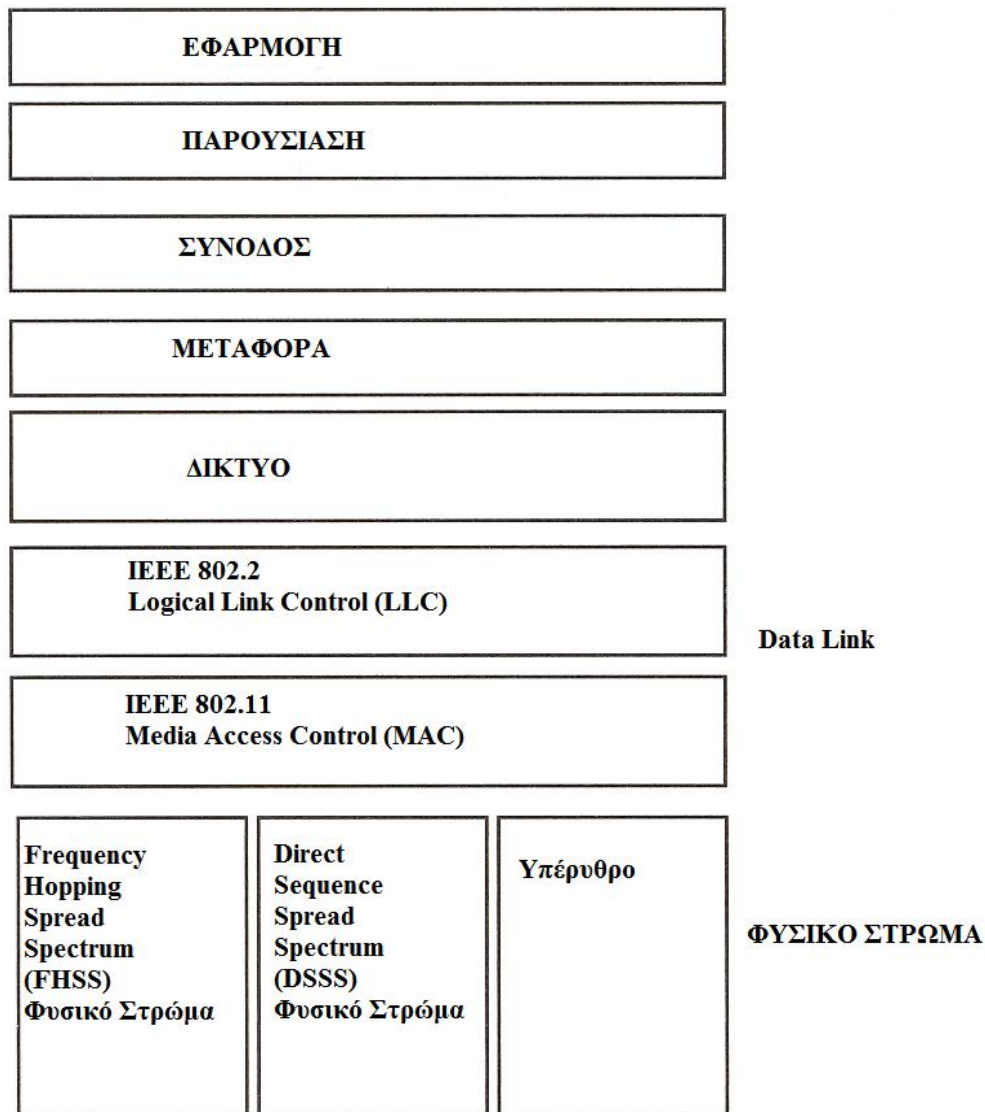 ΕΦΑΡΜΟΓΗ
ΠΑΡΟΥΣΙΑΣΗ
ΣΥΝΟΔΟΣ
ΜΕΤΑΦΟΡΑ
ΔΙΚΤΥΟ
IEEE 802.2
Logical Link Control (LLC)
Data Link
IEEE 802.11
Media Access Control (MAC)
Frequency
Hopping
Spread
Spectrum
(FHSS)
Φυσικό Στρώμα
Direct
Sequence
Spread
Spectrum
(DSSS)
Φυσικό Στρώμα
Υπέρυθρο
ΦΥΣΙΚΟ ΣΤΡΩΜΑ